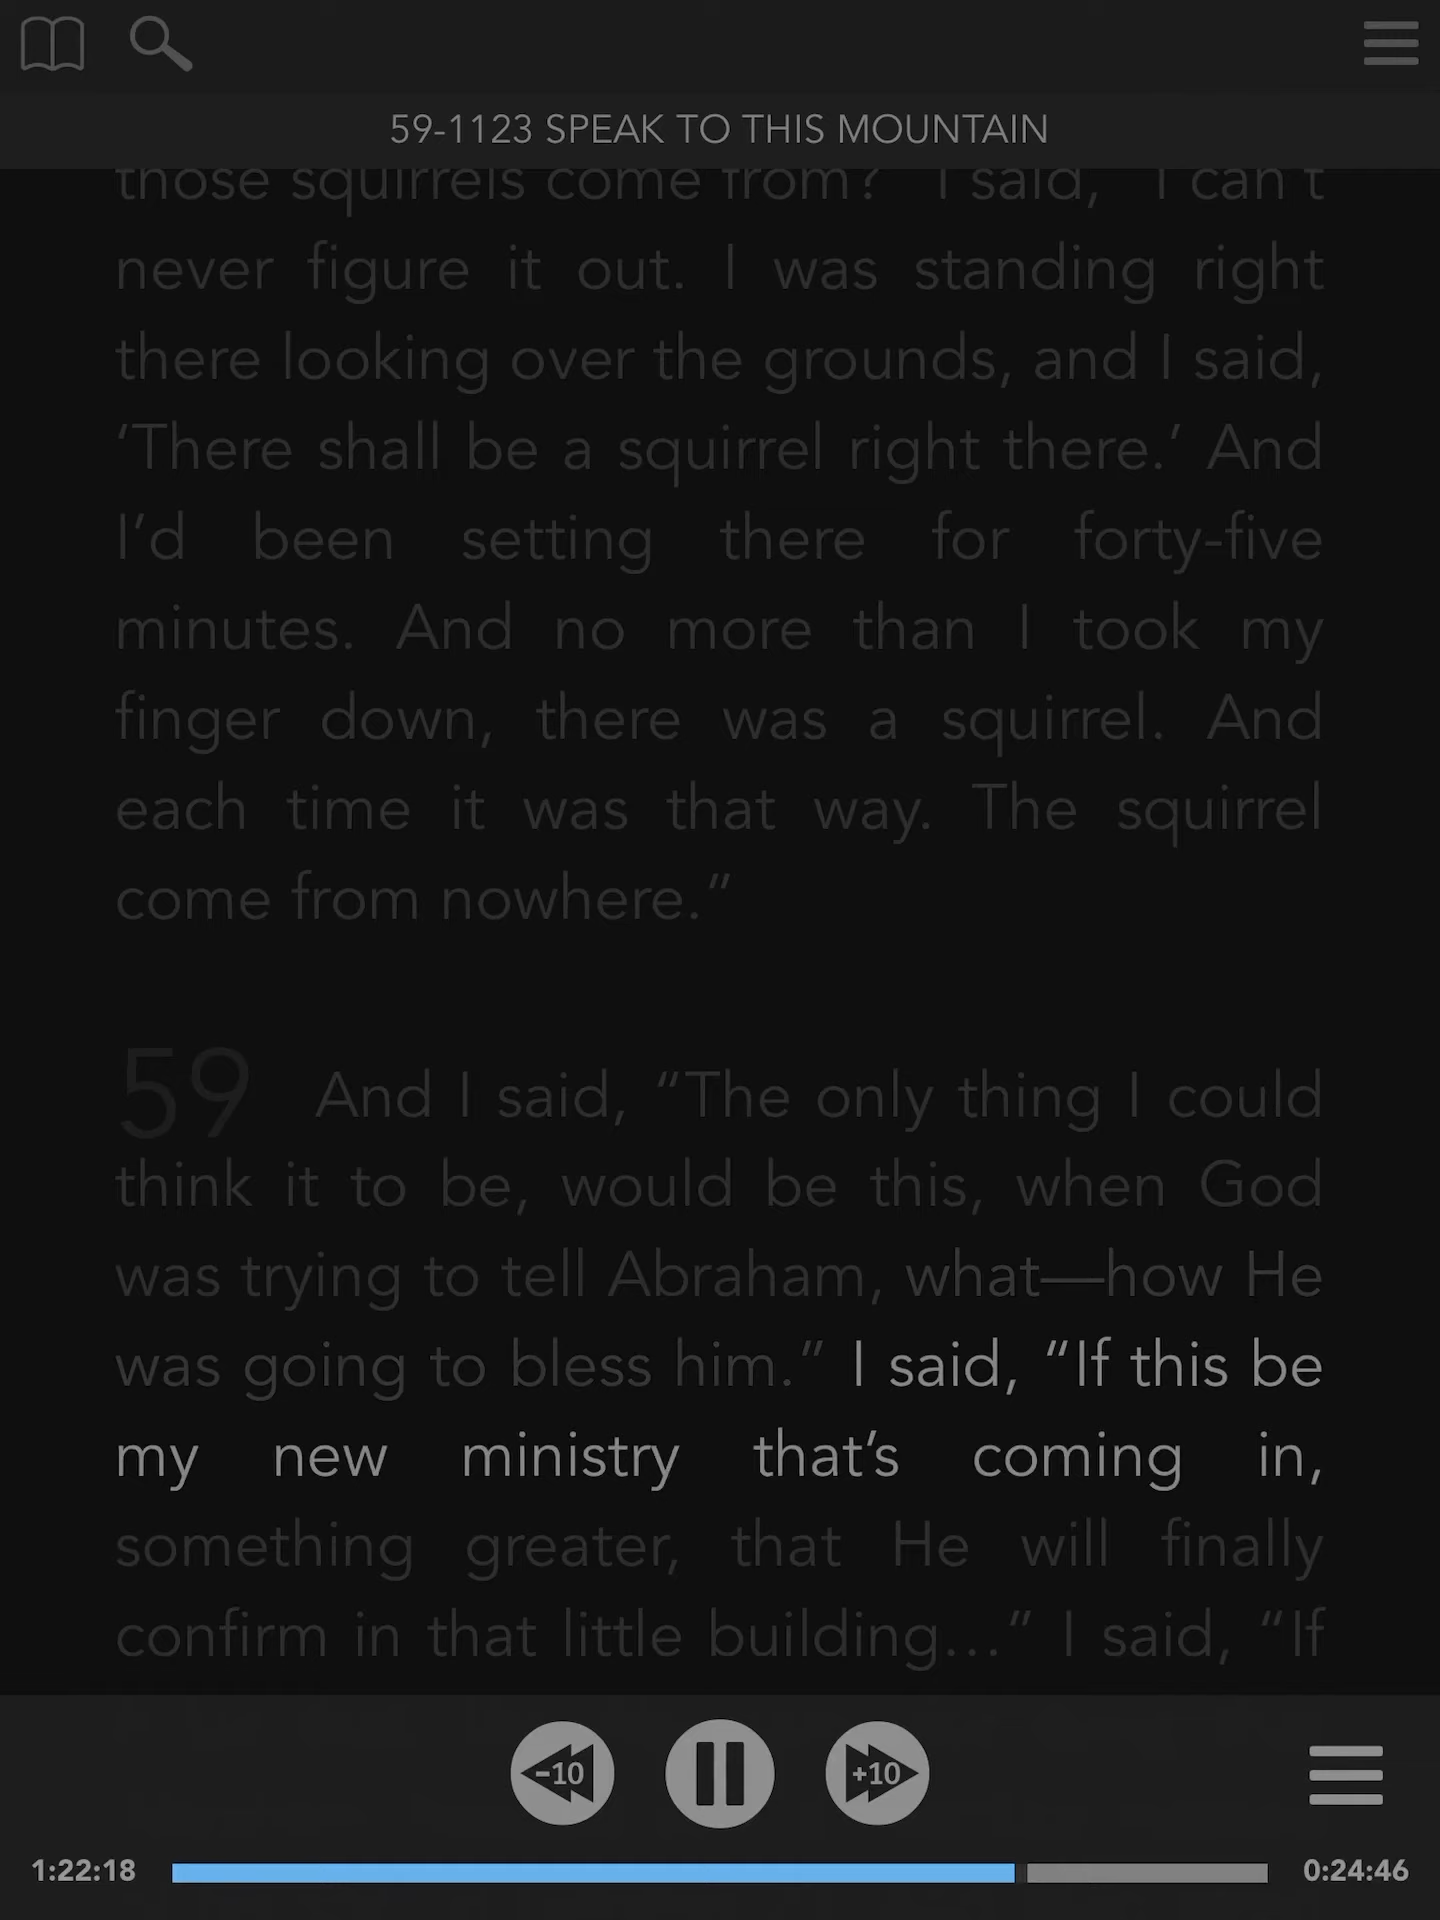 59-1123 SPEAK TO THIS MOUNTAIN
those squirrels come from?” I said, “I can’t
never figure it out. I was standing right
there looking over the grounds, and I said,
‘There shall be a squirrel right there.’ And
I’d been setting there for forty-five
minutes. And no more than I took my
finger down, there was a squirrel. And
each time it was that way. The squirrel
come from nowhere.”
59 And I said, “The only thing I could
think it to be, would be this, when God
was trying to tell Abraham, what—how He
was going to bless him.” I said, “If this be
my new ministry that’s coming in,
something greater, that He will finally
confirm in that little building…” I said, “If
-10 +10
1:22:18 0:24:46